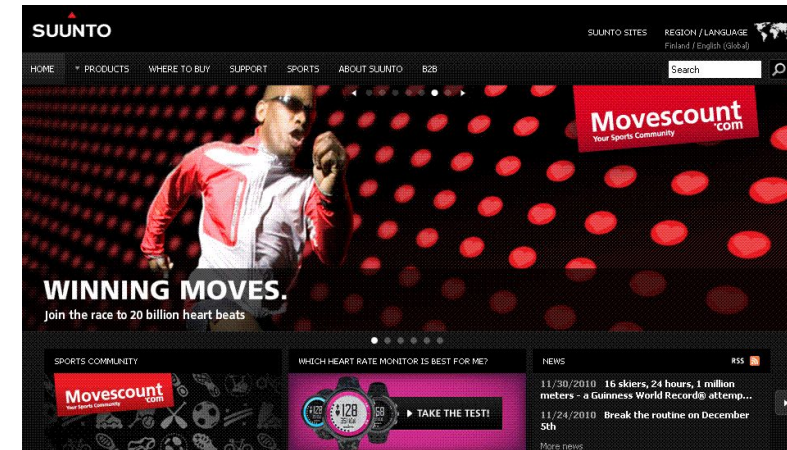 SUUNTO
SUUNTO SITES
REGION / LANGUAGE
Finland / English (Global)
HOME
PRODUCTS
WHERE TO BUY
SUPPORT
SPORTS
ABOUT SUUNTO
B2B
Search
Movescount
.com
Your Sports Community
WINNING MOVES.
Join the race to 20 billion heart beats
SPORTS COMMUNITY
Movescount
.com
Your Sports Community
WHICH HEART RATE MONITOR IS BEST FOR ME?
128
TAKE THE TEST!
NEWS
RSS
11/30/2010 16 skiers, 24 hours, 1 million
meters - a Guinness World Record® attemp...
11/24/2010 Break the routine on December
5th
More news